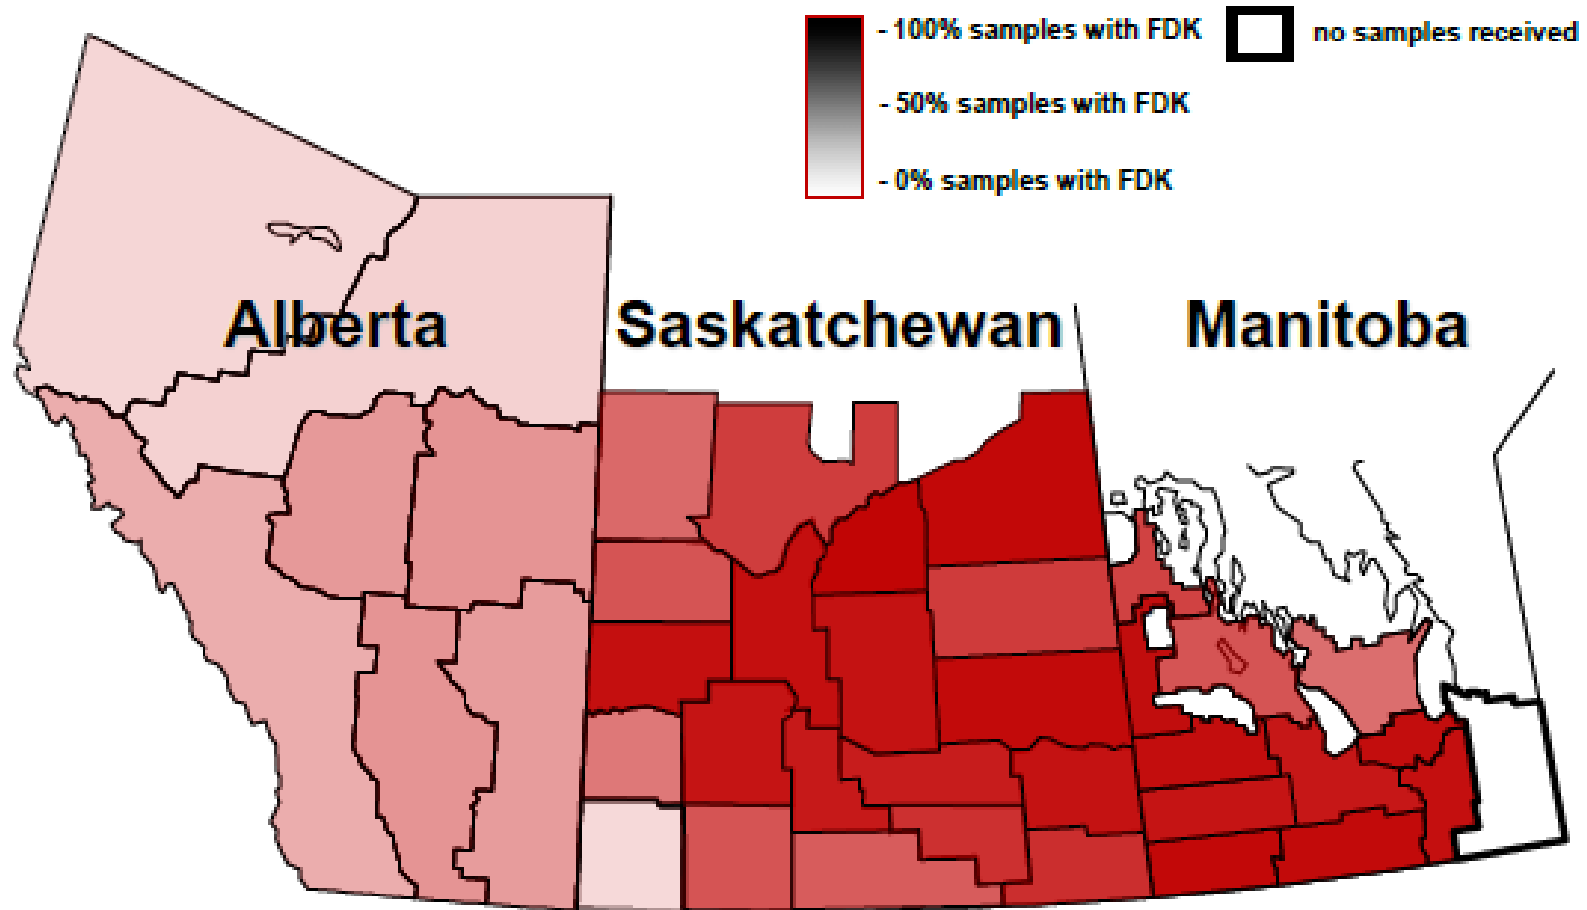 - 100% samples with FDK
no samples received
- 50% samples with FDK
- 0% samples with FDK
Alberta
Saskatchewan
Manitoba